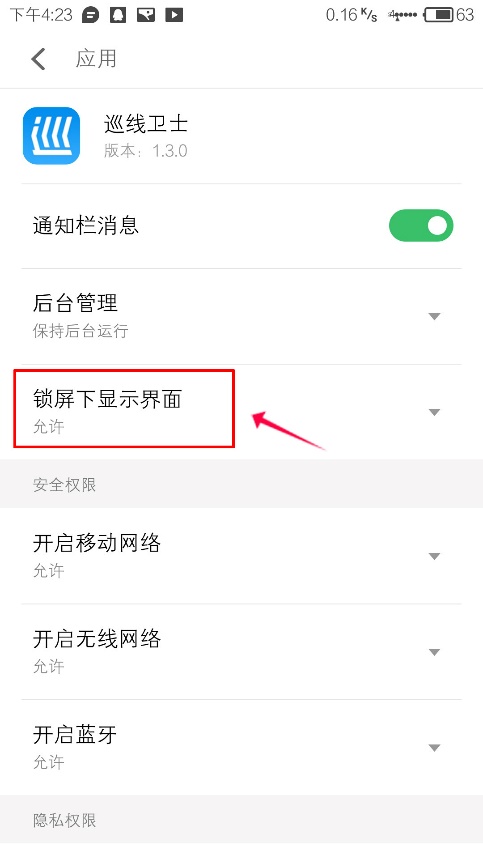 下午4:23 0.16 K/s 4G 63
应用
巡线卫士
版本：1.3.0
通知栏消息
后台管理
保持后台运行
锁屏下显示界面
允许
安全权限
开启移动网络
允许
开启无线网络
允许
开启蓝牙
允许
隐私权限